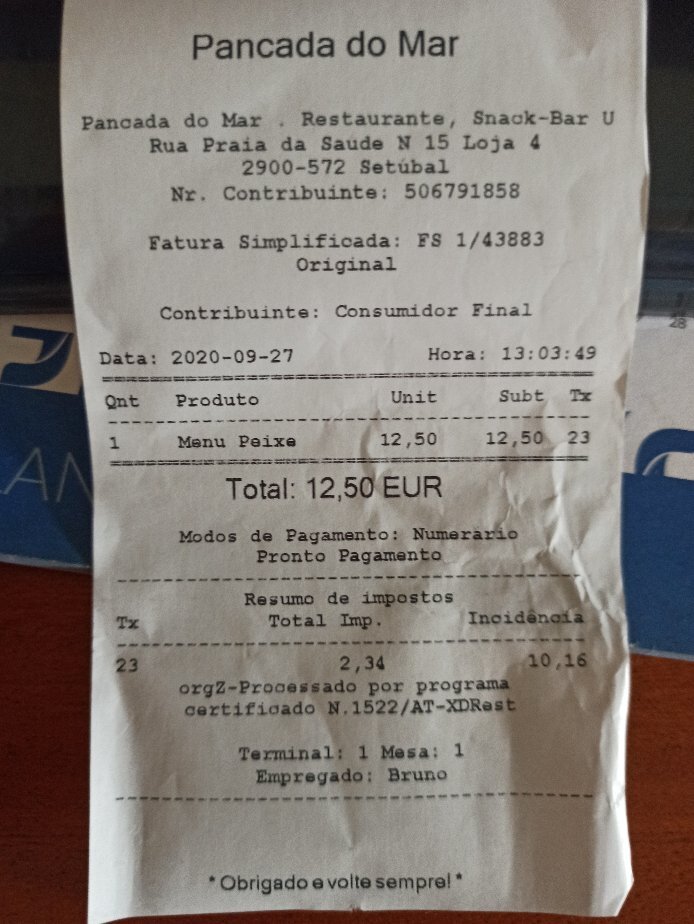 Pancada do Mar
Pancada do Mar . Restaurante, Snack-Bar U
Rua Praia da Saúde N 15 Loja 4
2900-572 Setúbal
Nr. Contribuinte: 506791858
Fatura Simplificada: FS 1/43883
Original
Contribuinte: Consumidor Final
Data: 2020-09-27 Hora: 13:03:49
Qnt Produto Unit Subt Tx
1 Menu Peixe 12,50 12,50 23
Total: 12,50 EUR
Modos de Pagamento: Numerário
Pronto Pagamento
Resumo de impostos
Tx Total Imp. Incidência
23 2,34 10,16
orgZ-Processado por programa
certificado N.1522/AT-XDRest
Terminal: 1 Mesa: 1
Empregado: Bruno
* Obrigado e volte sempre! *
AN
28